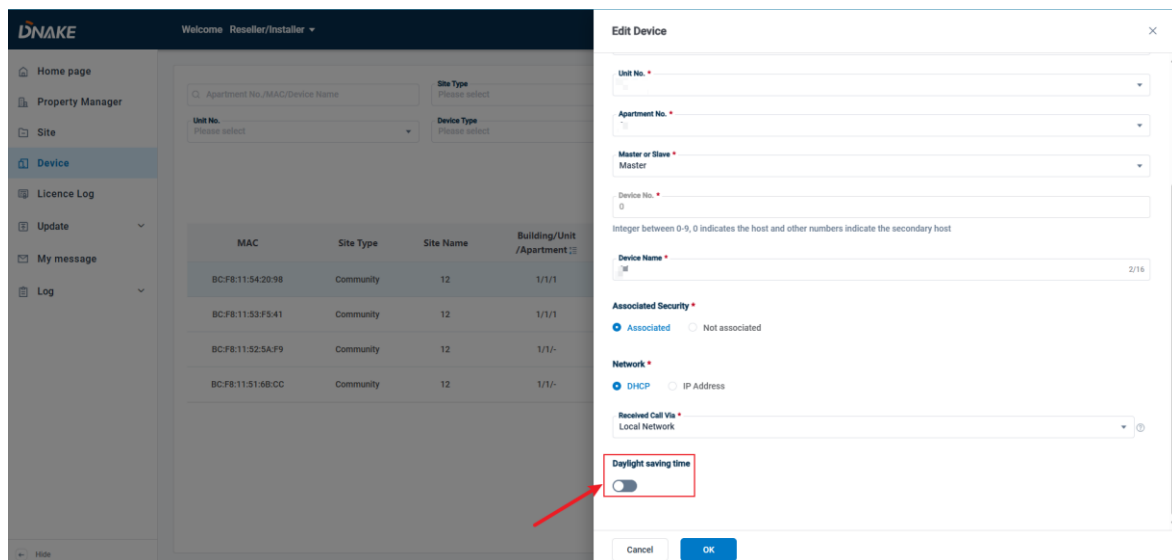 DNAKE
Welcome Reseller/Installer
Home page
Property Manager
Site
Device
Licence Log
Update
My message
Log
Hide
Apartment No./MAC/Device Name
Site Type
Please select
Unit No.
Please select
Device Type
Please select
MAC Site Type Site Name Building/Unit
/Apartment
BC:F8:11:54:20:98 Community 12 1/1/1
BC:F8:11:53:F5:41 Community 12 1/1/1
BC:F8:11:52:5A:F9 Community 12 1/1/-
BC:F8:11:51:6B:CC Community 12 1/1/-
Edit Device
Unit No. *
Apartment No. *
Master or Slave *
Master
Device No. *
0
Integer between 0-9, 0 indicates the host and other numbers indicate the secondary host
Device Name *
2/16
Associated Security *
Associated Not associated
Network *
DHCP IP Address
Received Call Via *
Local Network
Daylight saving time
Cancel OK